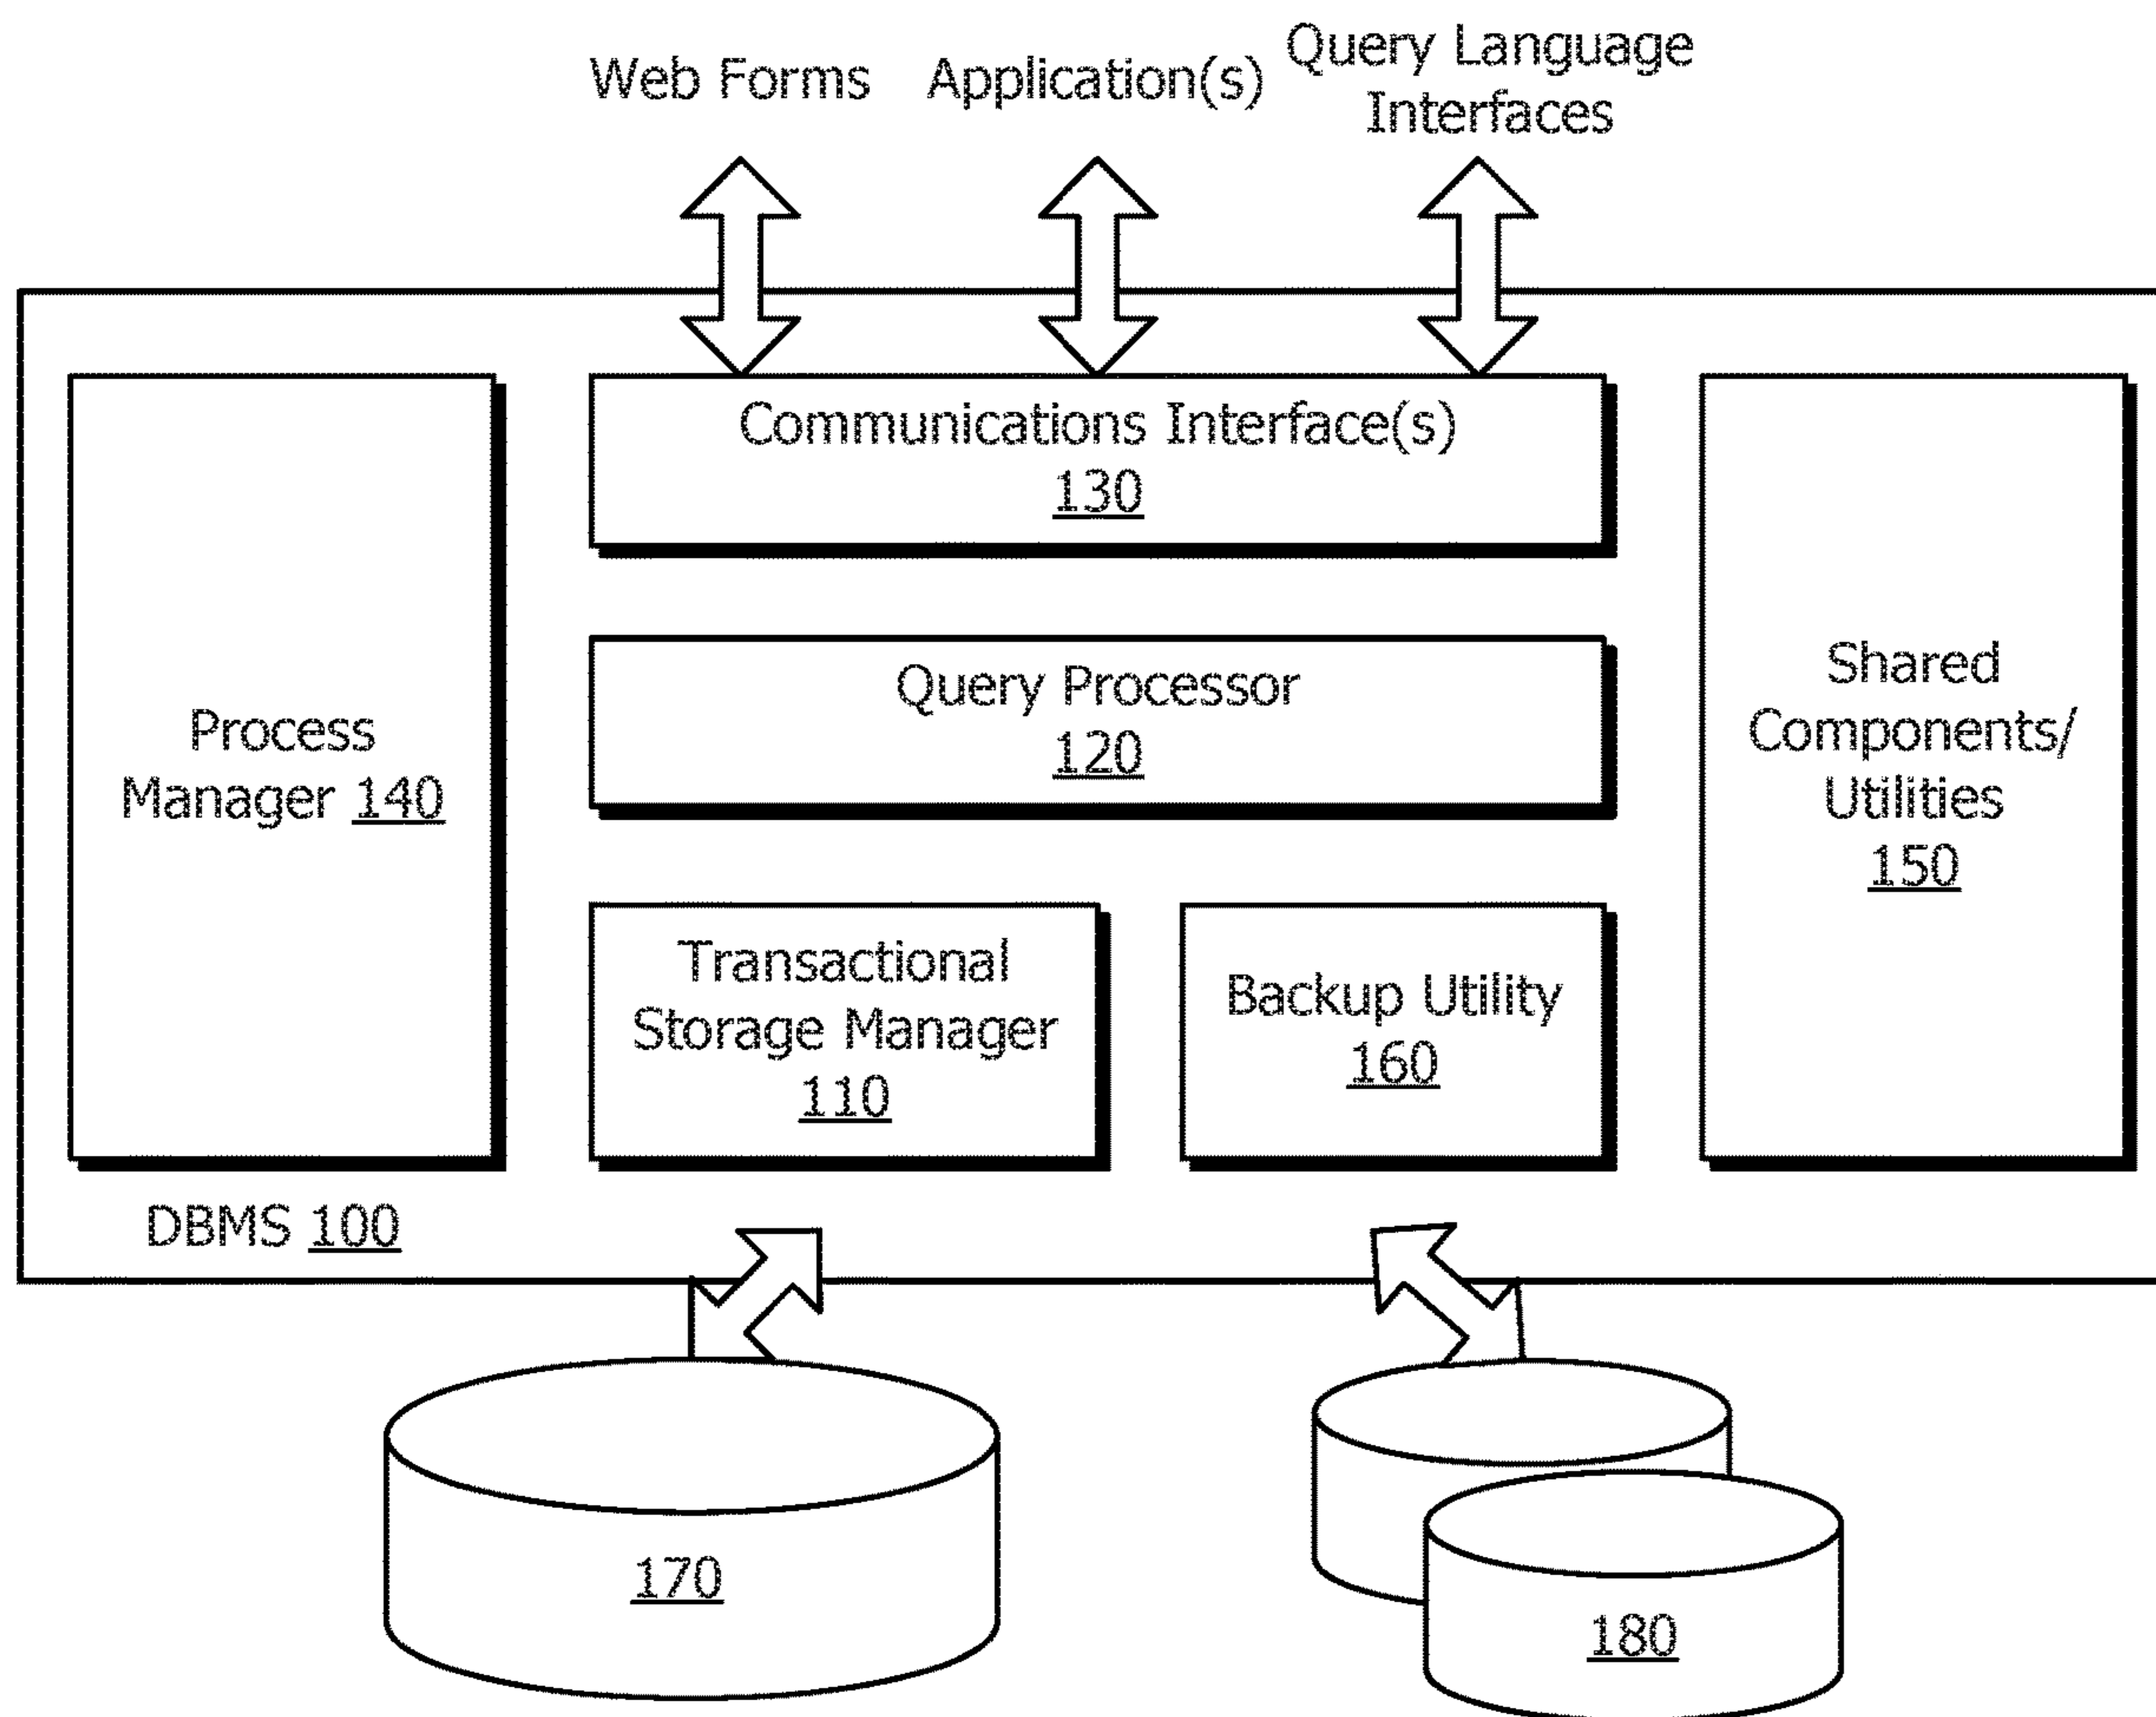 Web Forms
Application(s)
Query Language
Interfaces
Communications Interface(s)
130
Process
Manager 140
Query Processor
120
Shared
Components/
Utilities
150
Transactional
Storage Manager
110
Backup Utility
160
DBMS 100
170
180